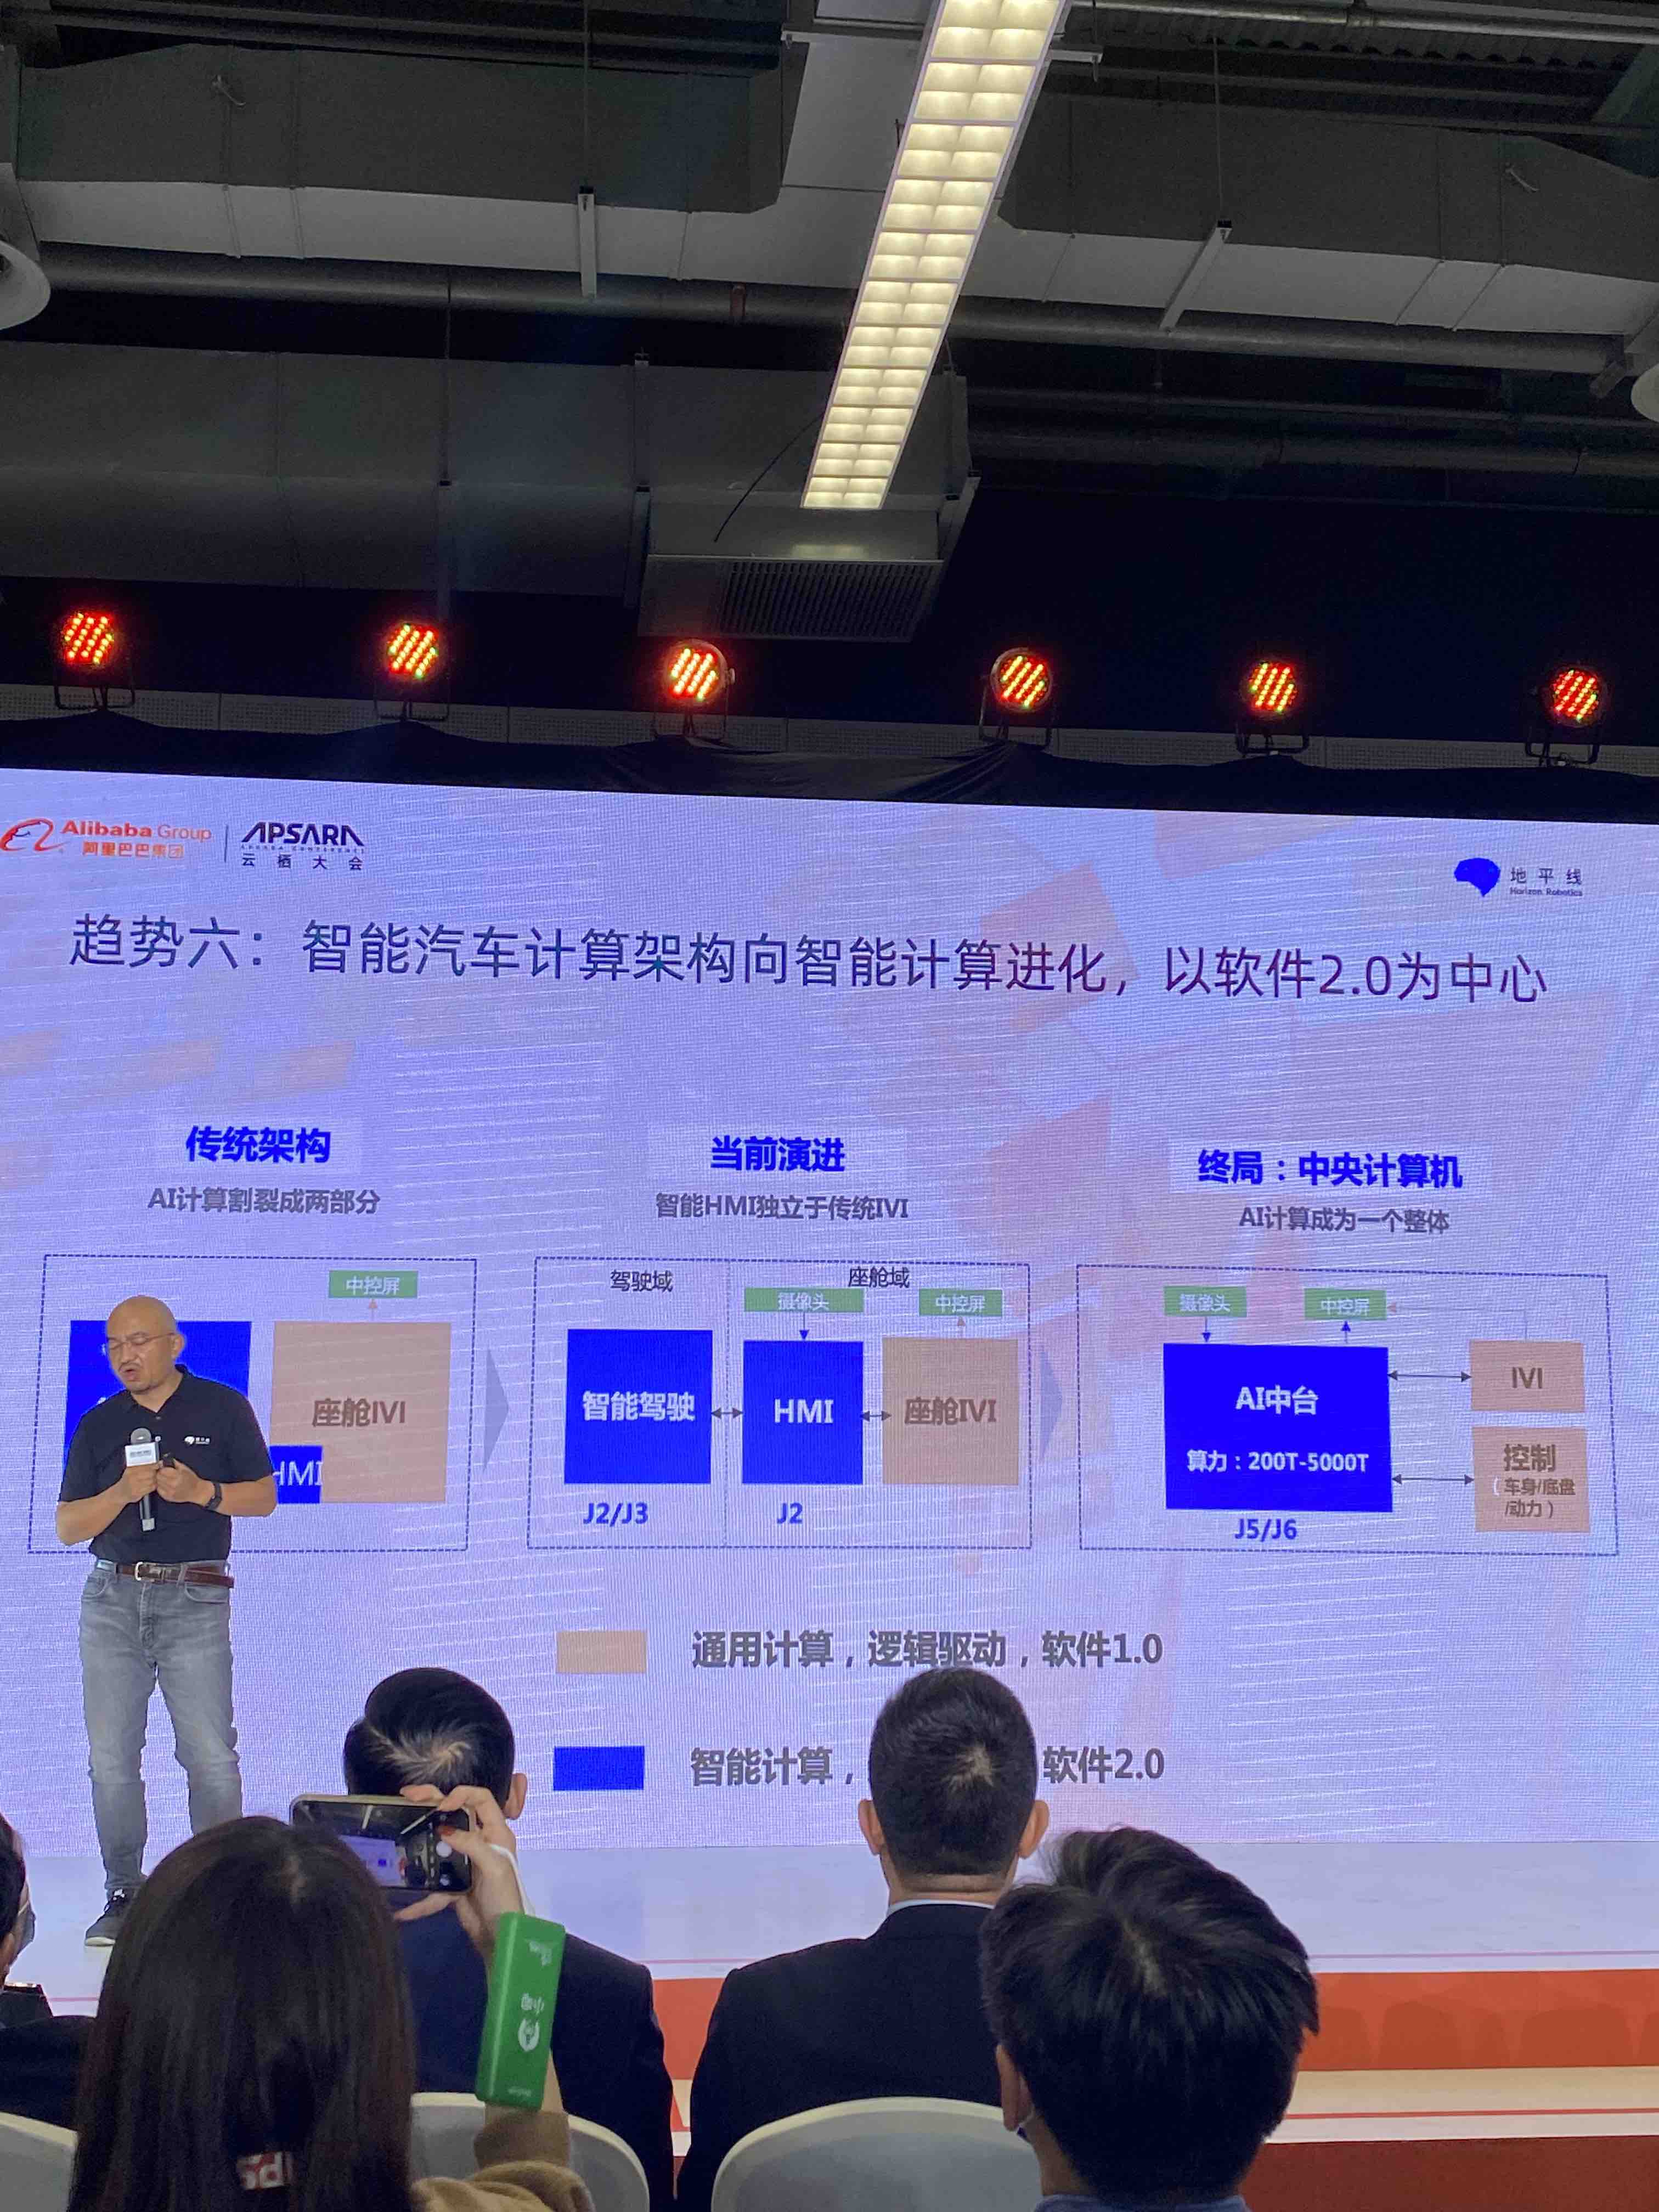 Alibaba Group
阿里巴巴集团
APSARA
APSARA CONFERENCE
云栖大会
地平线
Horizon Robotics
趋势六：智能汽车计算架构向智能计算进化，以软件2.0为中心
传统架构
AI计算割裂成两部分
中控屏
座舱IVI
HMI
当前演进
智能HMI独立于传统IVI
驾驶域
座舱域
摄像头
中控屏
智能驾驶
HMI
座舱IVI
J2/J3
J2
终局：中央计算机
AI计算成为一个整体
摄像头
中控屏
AI中台
算力：200T-5000T
IVI
控制
（车身/底盘
/动力）
J5/J6
通用计算，逻辑驱动，软件1.0
智能计算，
软件2.0